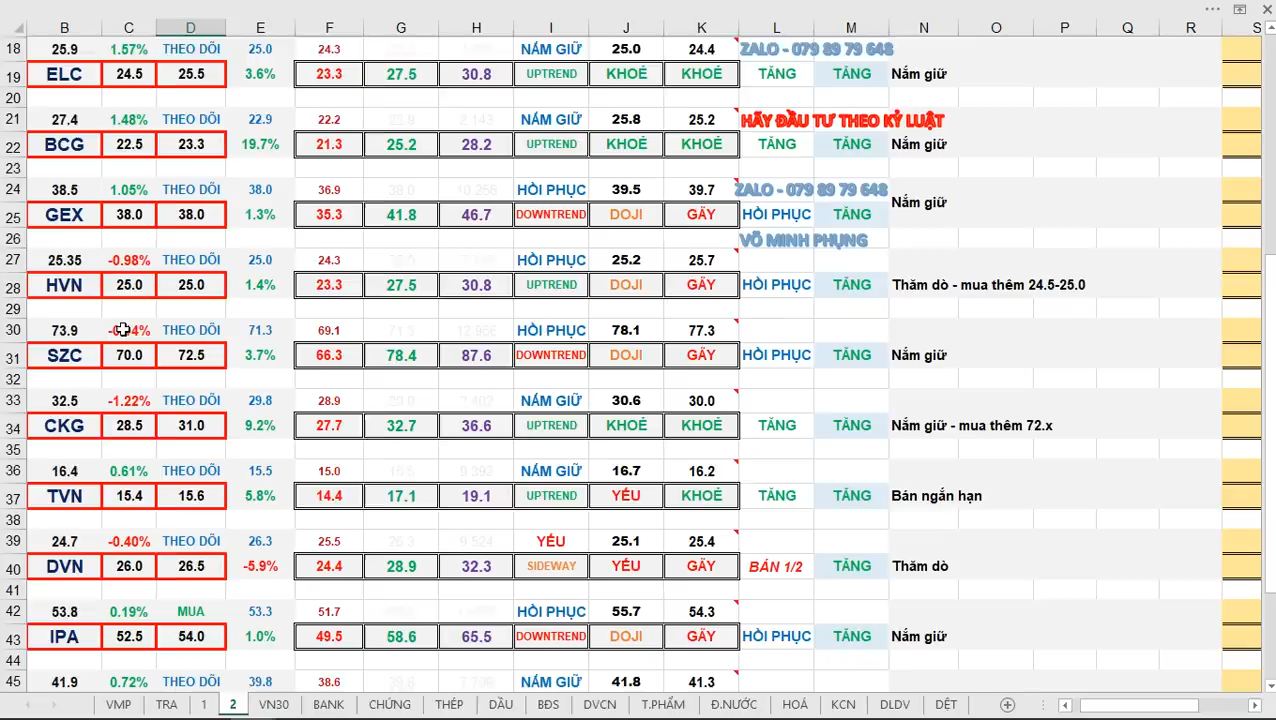 B C D E F G H I J K L M N O P Q R S
18 25.9 1.57% THEO DÕI 25.0 24.3 NẮM GIỮ 25.0 24.4 ZALO - 079 89 79 648
19 ELC 24.5 25.5 3.6% 23.3 27.5 30.8 UPTREND KHOẺ KHOẺ TĂNG TĂNG Nắm giữ
20
21 27.4 1.48% THEO DÕI 22.9 22.2 NẮM GIỮ 25.8 25.2 HÃY ĐẦU TƯ THEO KỶ LUẬT
22 BCG 22.5 23.3 19.7% 21.3 25.2 28.2 UPTREND KHOẺ KHOẺ TĂNG TĂNG Nắm giữ
23
24 38.5 1.05% THEO DÕI 38.0 36.9 38.0 10.256 HỒI PHỤC 39.5 39.7 ZALO - 079 89 79 648
25 GEX 38.0 38.0 1.3% 35.3 41.8 46.7 DOWNTREND DOJI GÃY HỒI PHỤC TĂNG Nắm giữ
26 VÕ MINH PHỤNG
27 25.35 -0.98% THEO DÕI 25.0 24.3 HỒI PHỤC 25.2 25.7
28 HVN 25.0 25.0 1.4% 23.3 27.5 30.8 UPTREND DOJI GÃY HỒI PHỤC TĂNG Thăm dò - mua thêm 24.5-25.0
29
30 73.9 THEO DÕI 71.3 69.1 71.3 12.966 HỒI PHỤC 78.1 77.3
31 SZC 70.0 72.5 3.7% 66.3 78.4 87.6 DOWNTREND DOJI GÃY HỒI PHỤC TĂNG Nắm giữ
32
33 32.5 -1.22% THEO DÕI 29.8 28.9 NẮM GIỮ 30.6 30.0
34 CKG 28.5 31.0 9.2% 27.7 32.7 36.6 UPTREND KHOẺ KHOẺ TĂNG TĂNG Nắm giữ - mua thêm 72.x
35
36 16.4 0.61% THEO DÕI 15.5 15.0 15.5 9.392 NẮM GIỮ 16.7 16.2
37 TVN 15.4 15.6 5.8% 14.4 17.1 19.1 UPTREND YẾU KHOẺ TĂNG TĂNG Bán ngắn hạn
38
39 24.7 -0.40% THEO DÕI 26.3 25.5 26.3 9.524 YẾU 25.1 25.4
40 DVN 26.0 26.5 -5.9% 24.4 28.9 32.3 SIDEWAY YẾU GÃY BÁN 1/2 TĂNG Thăm dò
41
42 53.8 0.19% MUA 53.3 51.7 HỒI PHỤC 55.7 54.3
43 IPA 52.5 54.0 1.0% 49.5 58.6 65.5 DOWNTREND DOJI GÃY HỒI PHỤC TĂNG Nắm giữ
44
45 41.9 0.72% THEO DÕI 39.8 38.6 NẮM GIỮ 41.8 41.3
VMP TRA 1 2 VN30 BANK CHỨNG THÉP DẦU BĐS DVCN T.PHẨM Đ.NƯỚC HOÁ KCN DLDV DỆT